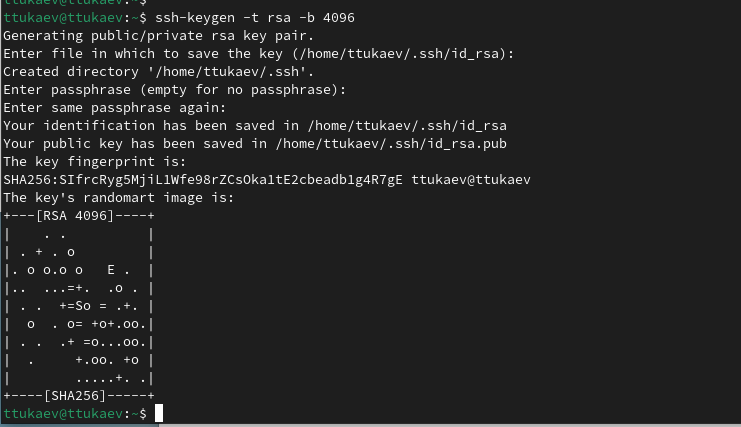 ttukaev@ttukaev:~$
ttukaev@ttukaev:~$ ssh-keygen -t rsa -b 4096
Generating public/private rsa key pair.
Enter file in which to save the key (/home/ttukaev/.ssh/id_rsa):
Created directory '/home/ttukaev/.ssh'.
Enter passphrase (empty for no passphrase):
Enter same passphrase again:
Your identification has been saved in /home/ttukaev/.ssh/id_rsa
Your public key has been saved in /home/ttukaev/.ssh/id_rsa.pub
The key fingerprint is:
SHA256:SIfrcRyg5MjiL1Wfe98rZCsOka1tE2cbeadb1g4R7gE ttukaev@ttukaev
The key's randomart image is:
+---[RSA 4096]----+
|    . .          |
| . + . o         |
|. o o.o o   E .  |
|..  ...=+.  .o . |
| . .  +=So = .+. |
|  o  . o= +o+.oo.|
| . .  .+ =o...oo.|
|  .     +.oo. +o |
|        .....+. .|
+----[SHA256]-----+
ttukaev@ttukaev:~$